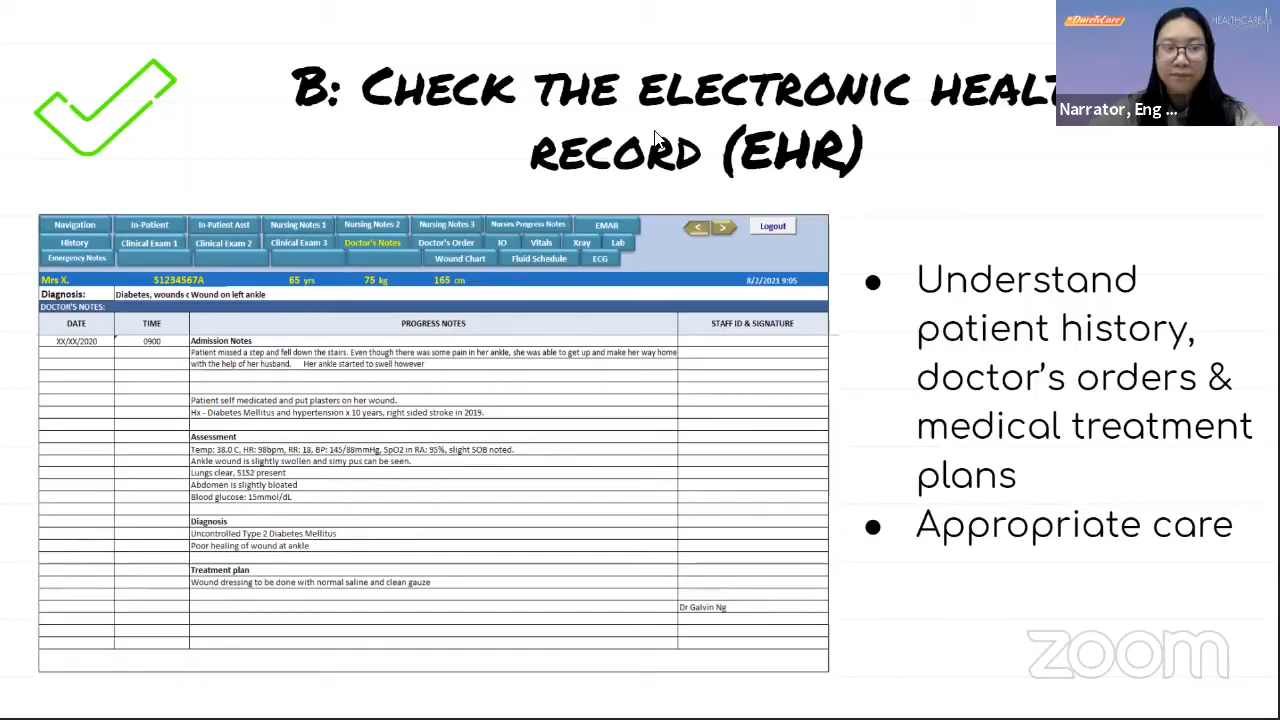 #DareToCare
HEALTHCARE
Narrator, Eng ...
B: CHECK THE ELECTRONIC HEALT
RECORD (EHR)
Navigation In-Patient In-Patient Asst Nursing Notes 1 Nursing Notes 2 Nursing Notes 3 Nurses Progress Notes EMAR < > Logout
History Clinical Exam 1 Clinical Exam 2 Clinical Exam 3 Doctor's Notes Doctor's Order IO Vitals Xray Lab
Emergency Notes Wound Chart Fluid Schedule ECG
Mrs X. S1234567A 65 yrs 75 kg 165 cm 8/2/2021 9:05
Diagnosis: Diabetes, wounds c Wound on left ankle
DOCTOR'S NOTES:
DATE TIME PROGRESS NOTES STAFF ID & SIGNATURE
XX/XX/2020 0900 Admission Notes
Patient missed a step and fell down the stairs. Even though there was some pain in her ankle, she was able to get up and make her way home
with the help of her husband. Her ankle started to swell however
Patient self medicated and put plasters on her wound.
Hx - Diabetes Mellitus and hypertension x 10 years, right sided stroke in 2019.
Assessment
Temp: 38.0 C, HR: 98bpm, RR: 18, BP: 145/88mmHg, SpO2 in RA: 95%, slight SOB noted.
Ankle wound is slightly swollen and simy pus can be seen.
Lungs clear, S1S2 present
Abdomen is slightly bloated
Blood glucose: 15mmol/dL
Diagnosis
Uncontrolled Type 2 Diabetes Mellitus
Poor healing of wound at ankle
Treatment plan
Wound dressing to be done with normal saline and clean gauze
Dr Galvin Ng
● Understand
patient history,
doctor's orders &
medical treatment
plans
● Appropriate care
zoom